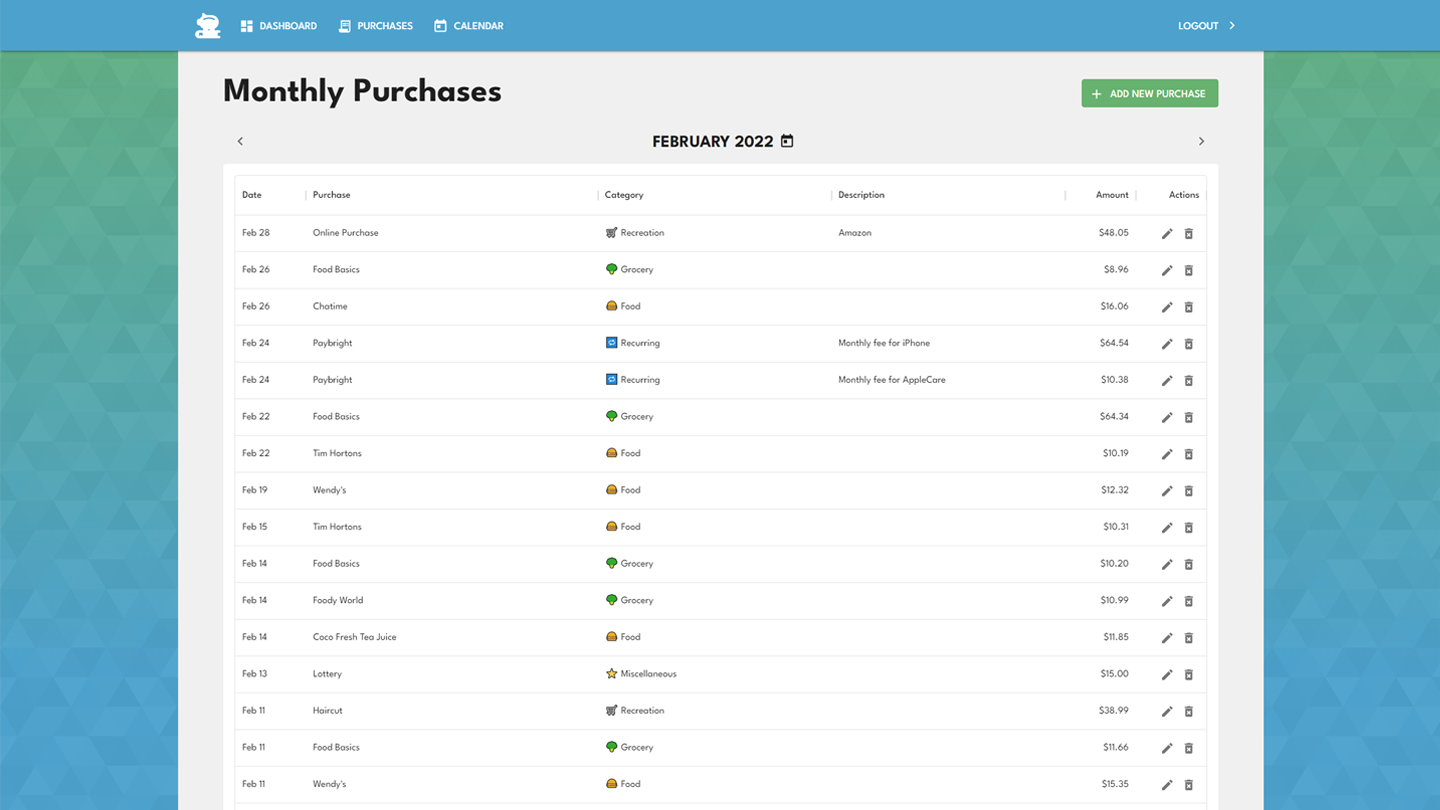 DASHBOARD PURCHASES CALENDAR LOGOUT
Monthly Purchases
ADD NEW PURCHASE
FEBRUARY 2022
Date Purchase Category Description Amount Actions
Feb 28 Online Purchase Recreation Amazon $48.05
Feb 26 Food Basics Grocery $8.96
Feb 26 Chatime Food $16.06
Feb 24 Paybright Recurring Monthly fee for iPhone $64.54
Feb 24 Paybright Recurring Monthly fee for AppleCare $10.38
Feb 22 Food Basics Grocery $64.34
Feb 22 Tim Hortons Food $10.19
Feb 19 Wendy's Food $12.32
Feb 15 Tim Hortons Food $10.31
Feb 14 Food Basics Grocery $10.20
Feb 14 Foody World Grocery $10.99
Feb 14 Coco Fresh Tea Juice Food $11.85
Feb 13 Lottery Miscellaneous $15.00
Feb 11 Haircut Recreation $38.99
Feb 11 Food Basics Grocery $11.66
Feb 11 Wendy's Food $15.35